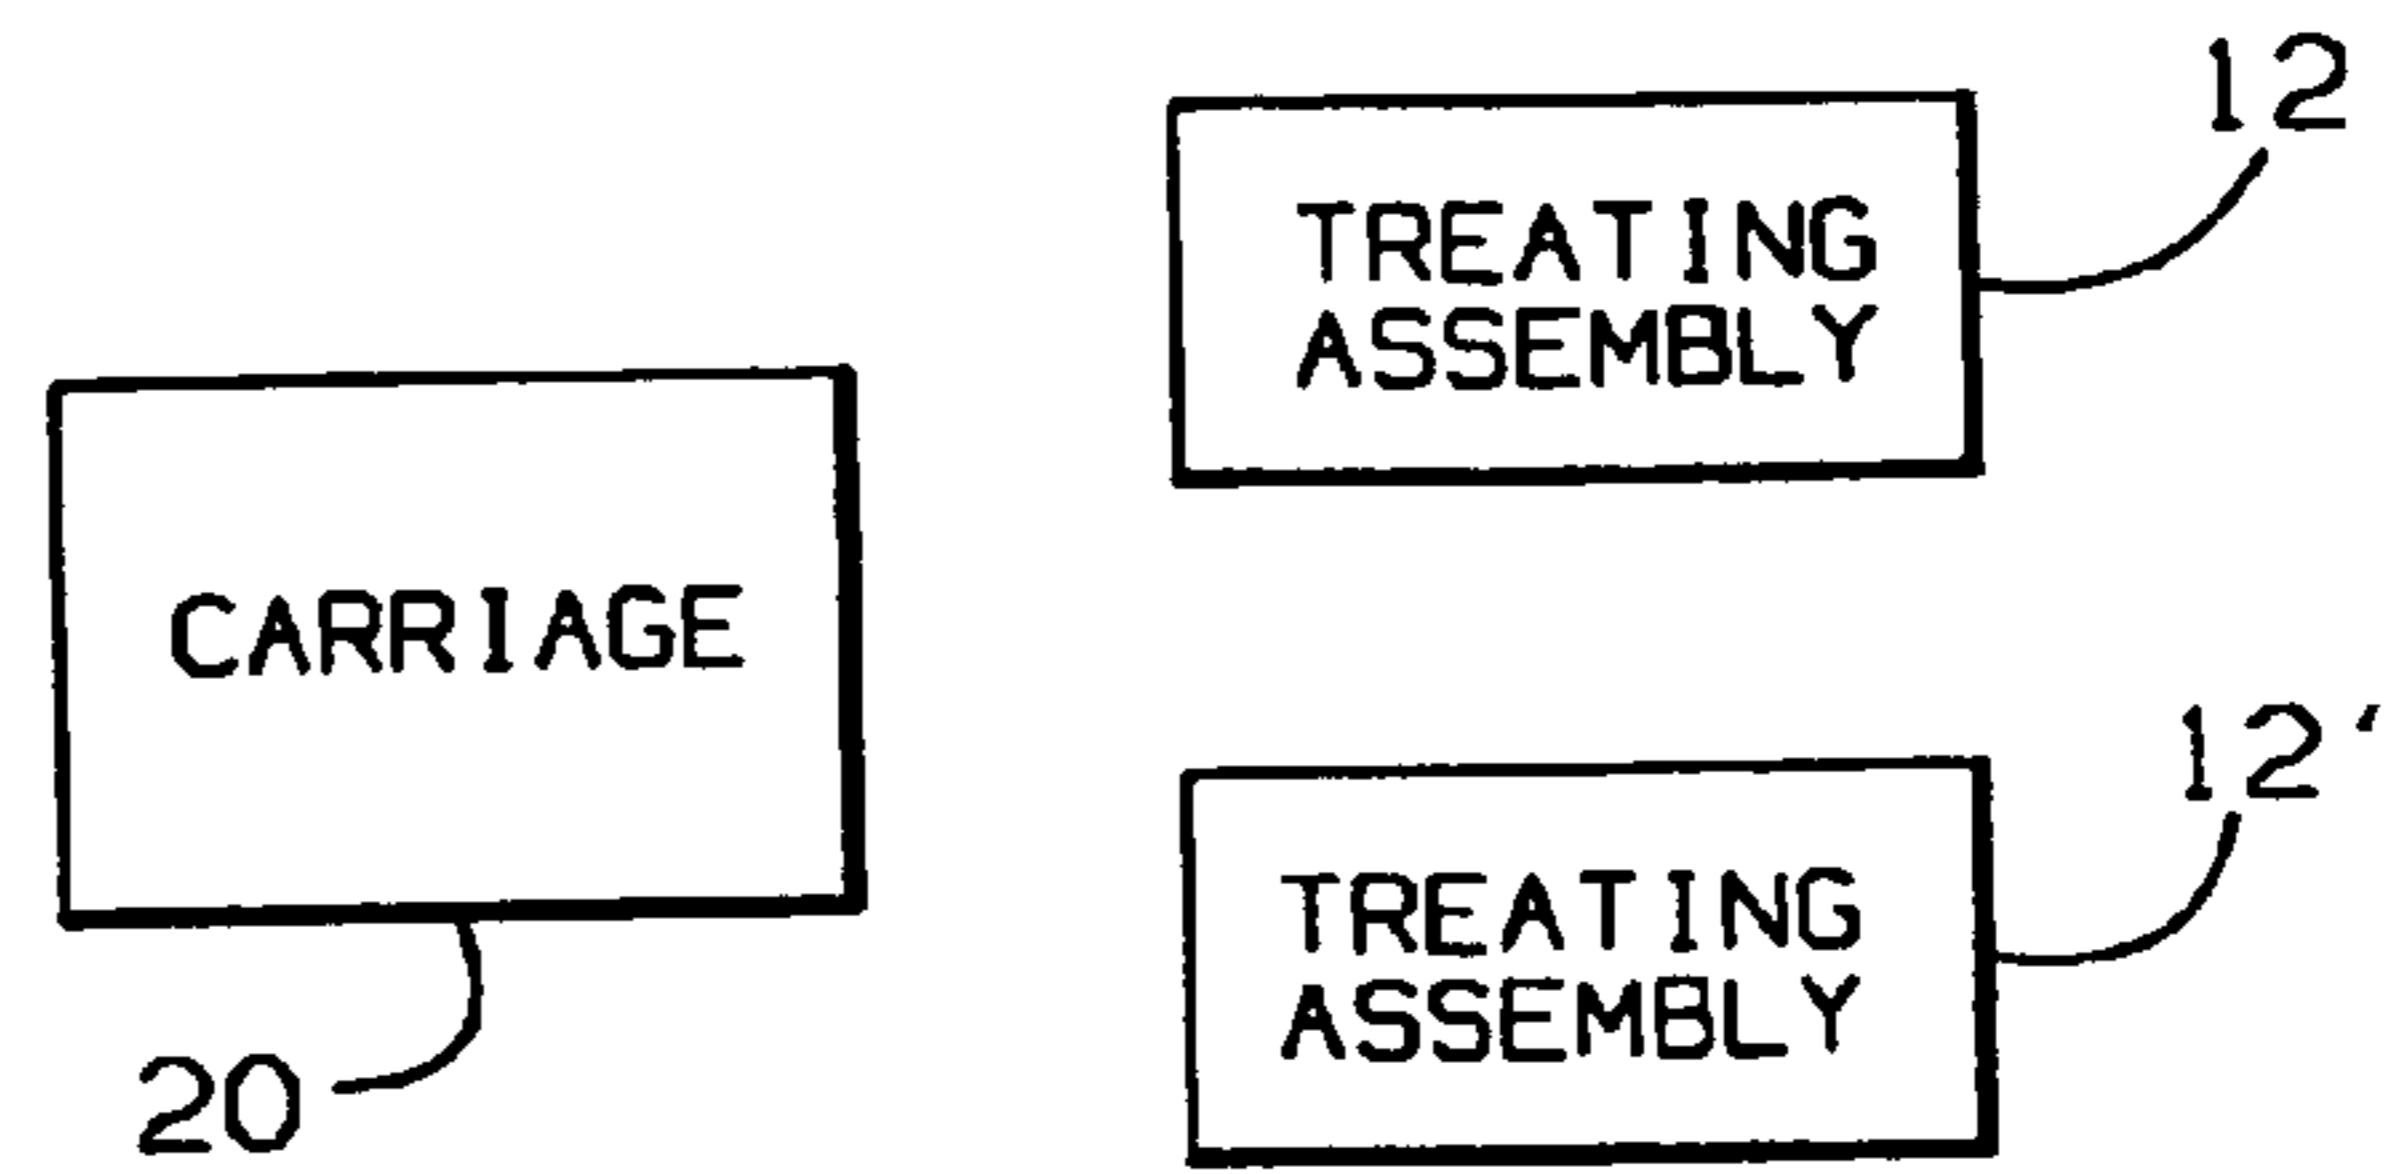 12
TREATING
ASSEMBLY
CARRIAGE
12'
TREATING
ASSEMBLY
20